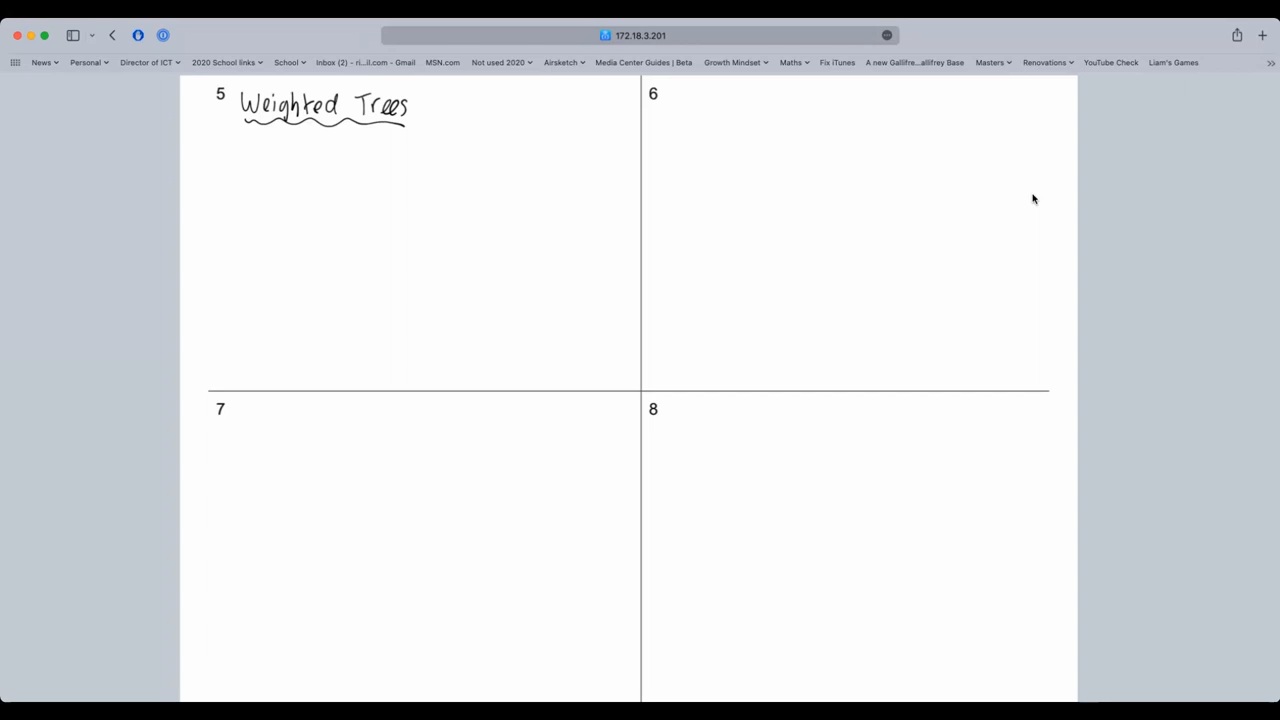 172.18.3.201
News Personal Director of ICT 2020 School links School Inbox (2) - ri...il.com - Gmail MSN.com Not used 2020 Airsketch Media Center Guides | Beta Growth Mindset Maths Fix iTunes A new Gallifre...allifrey Base Masters Renovations YouTube Check Liam's Games
5 Weighted Trees 6
7 8